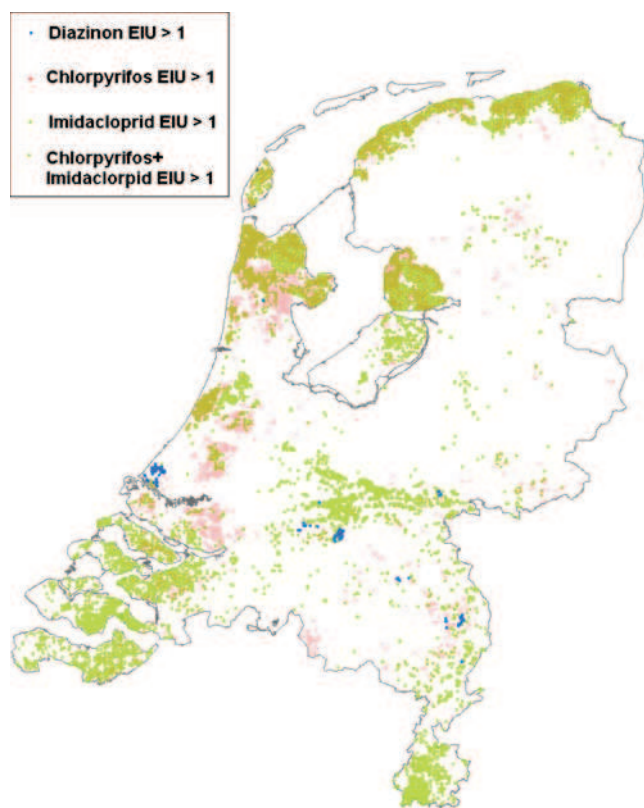 Diazinon EIU > 1
Chlorpyrifos EIU > 1
Imidacloprid EIU > 1
Chlorpyrifos+
Imidaclorpid EIU > 1